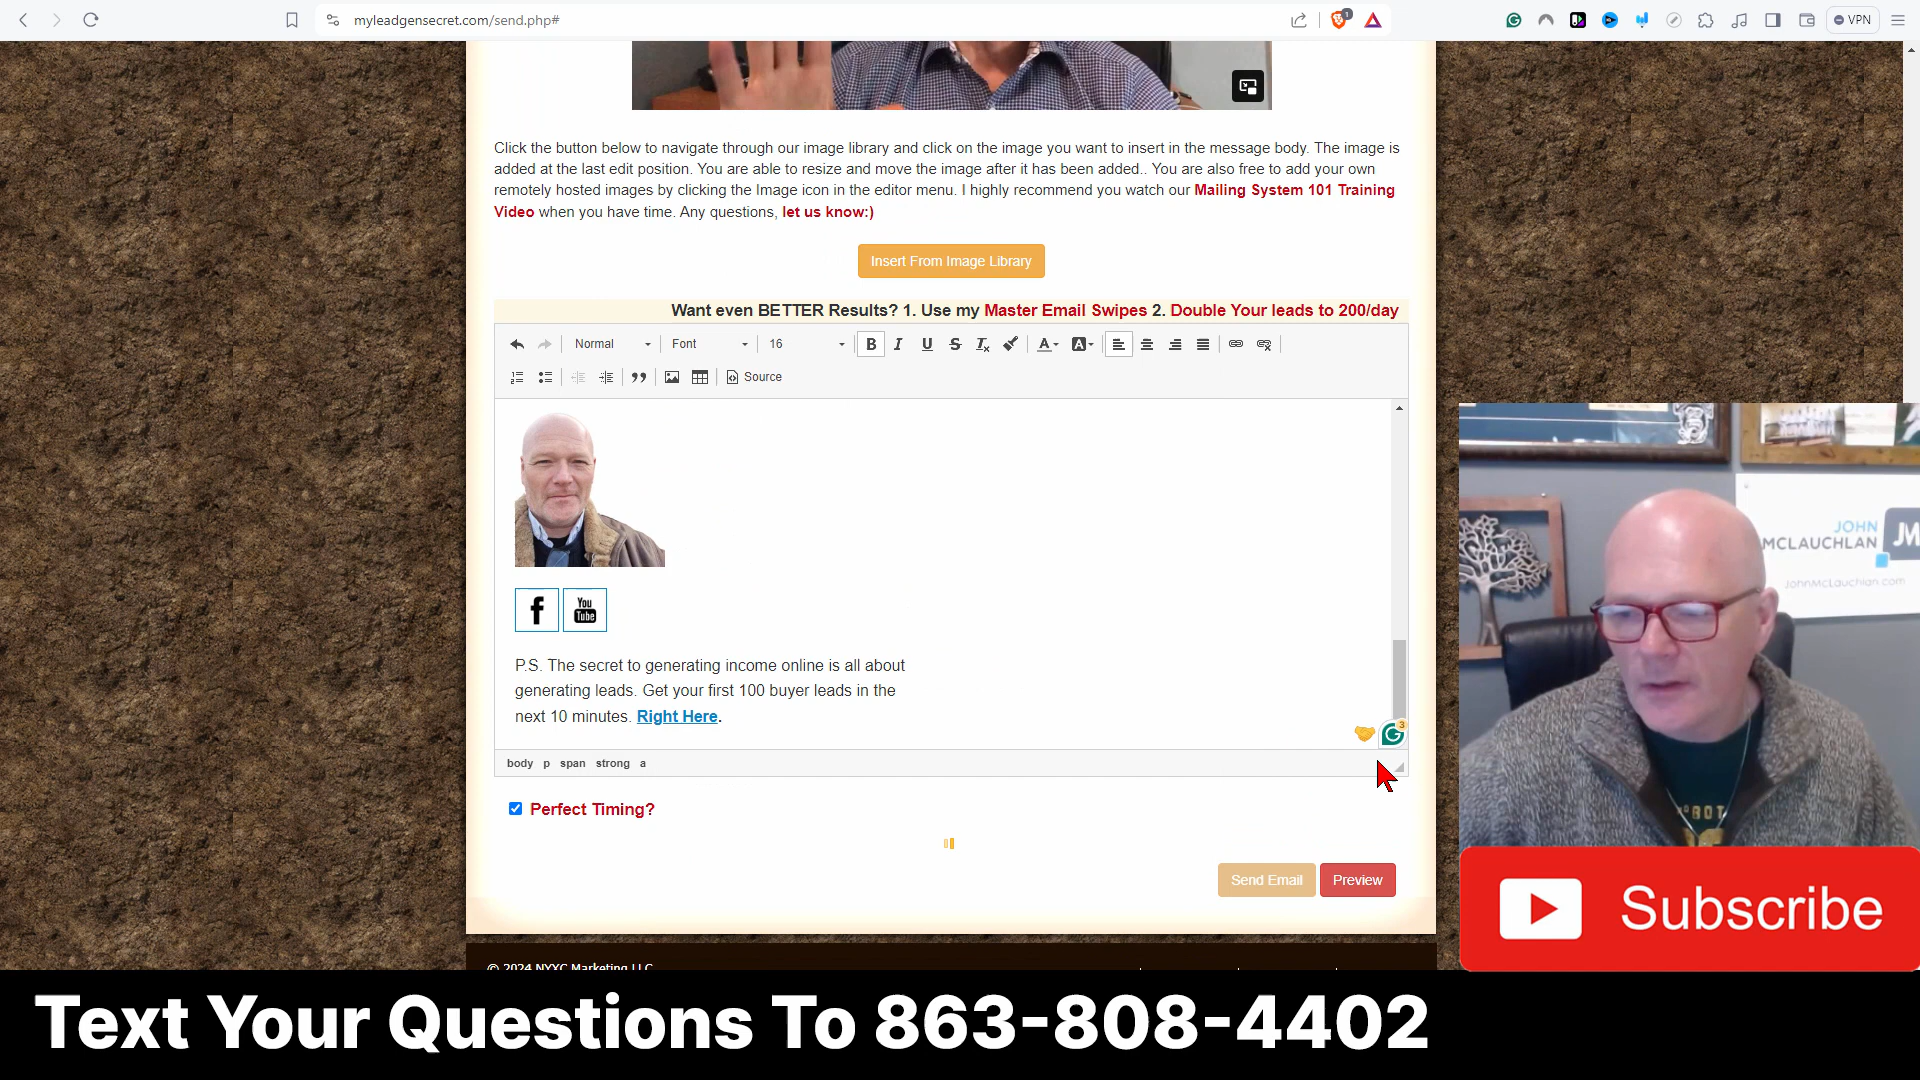 myleadgensecret.com/send.php#
1
VPN
Click the button below to navigate through our image library and click on the image you want to insert in the message body. The image is
added at the last edit position. You are able to resize and move the image after it has been added.. You are also free to add your own
remotely hosted images by clicking the Image icon in the editor menu. I highly recommend you watch our Mailing System 101 Training
Video when you have time. Any questions, let us know:)
Insert From Image Library
Want even BETTER Results? 1. Use my Master Email Swipes 2. Double Your leads to 200/day
Normal Font 16 B I U S
Source
You
Tube
P.S. The secret to generating income online is all about
generating leads. Get your first 100 buyer leads in the
next 10 minutes. Right Here.
3
body p span strong a
Perfect Timing?
Send Email Preview
© 2024 NYXC Marketing LLC
JOHN
MCLAUCHLAN
JM
JohnMcLauchlan.com
Subscribe
Text Your Questions To 863-808-4402